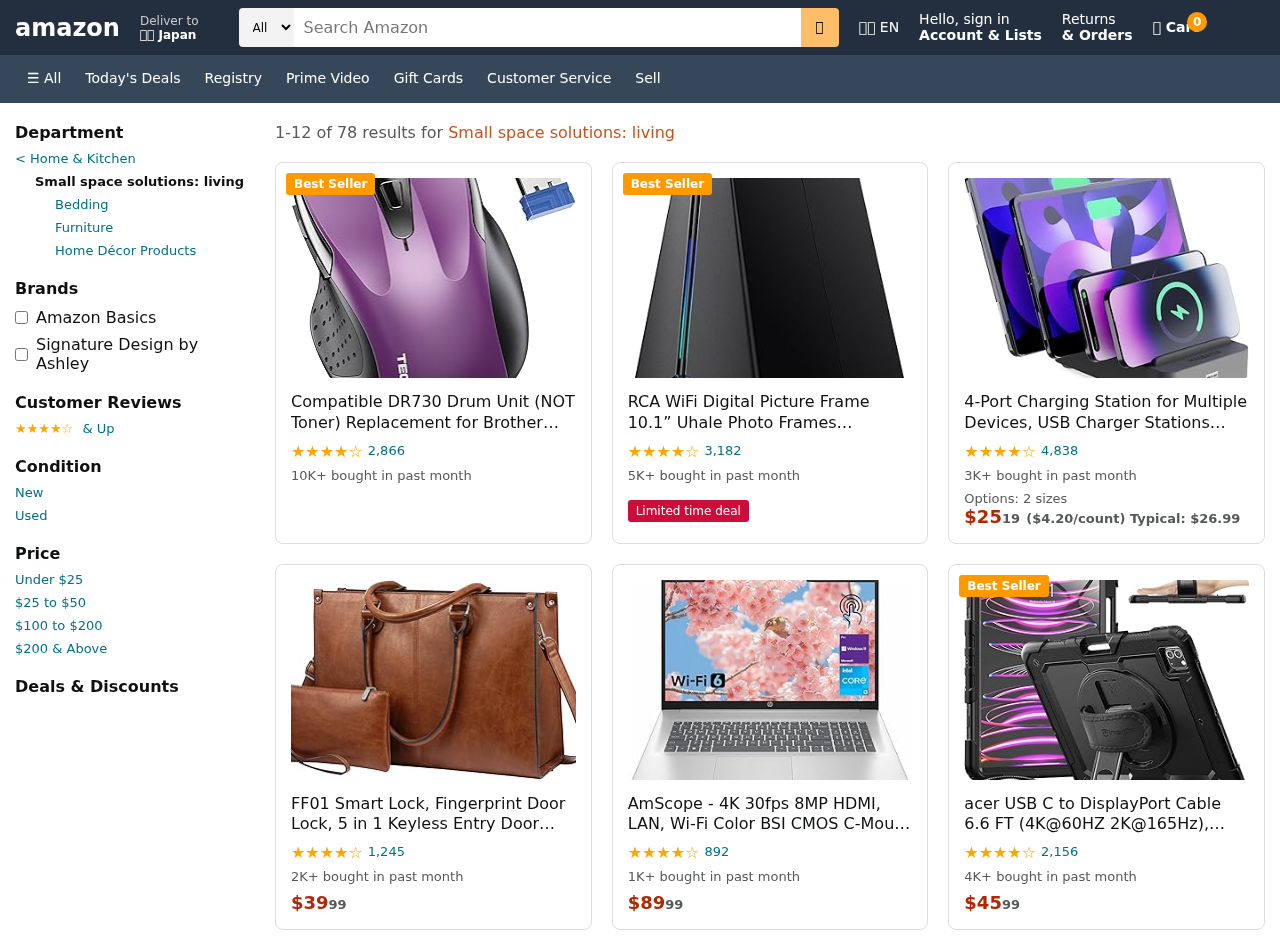 amazon
Deliver to
Japan
All
Search Amazon
EN
Hello, sign in
Account & Lists
Returns
& Orders
0
☰ All
Today's Deals
Registry
Prime Video
Gift Cards
Customer Service
Sell
Department
< Home & Kitchen
Small space solutions: living
Bedding
Furniture
Home Décor Products
Brands
Amazon Basics
Signature Design by
Ashley
Customer Reviews
★★★★☆ & Up
Condition
New
Used
Price
Under $25
$25 to $50
$100 to $200
$200 & Above
Deals & Discounts
1-12 of 78 results for Small space solutions: living
Best Seller
Compatible DR730 Drum Unit (NOT
Toner) Replacement for Brother…
★★★★☆ 2,866
10K+ bought in past month
Best Seller
RCA WiFi Digital Picture Frame
10.1” Uhale Photo Frames…
★★★★☆ 3,182
5K+ bought in past month
Limited time deal
4-Port Charging Station for Multiple
Devices, USB Charger Stations…
★★★★☆ 4,838
3K+ bought in past month
Options: 2 sizes
$25 19 ($4.20/count) Typical: $26.99
Wi-Fi 6
Windows 11
intel
CORE
i3
FF01 Smart Lock, Fingerprint Door
Lock, 5 in 1 Keyless Entry Door…
★★★★☆ 1,245
2K+ bought in past month
$39 99
AmScope - 4K 30fps 8MP HDMI,
LAN, Wi-Fi Color BSI CMOS C-Mou…
★★★★☆ 892
1K+ bought in past month
$89 99
Best Seller
acer USB C to DisplayPort Cable
6.6 FT (4K@60HZ 2K@165Hz),…
★★★★☆ 2,156
4K+ bought in past month
$45 99